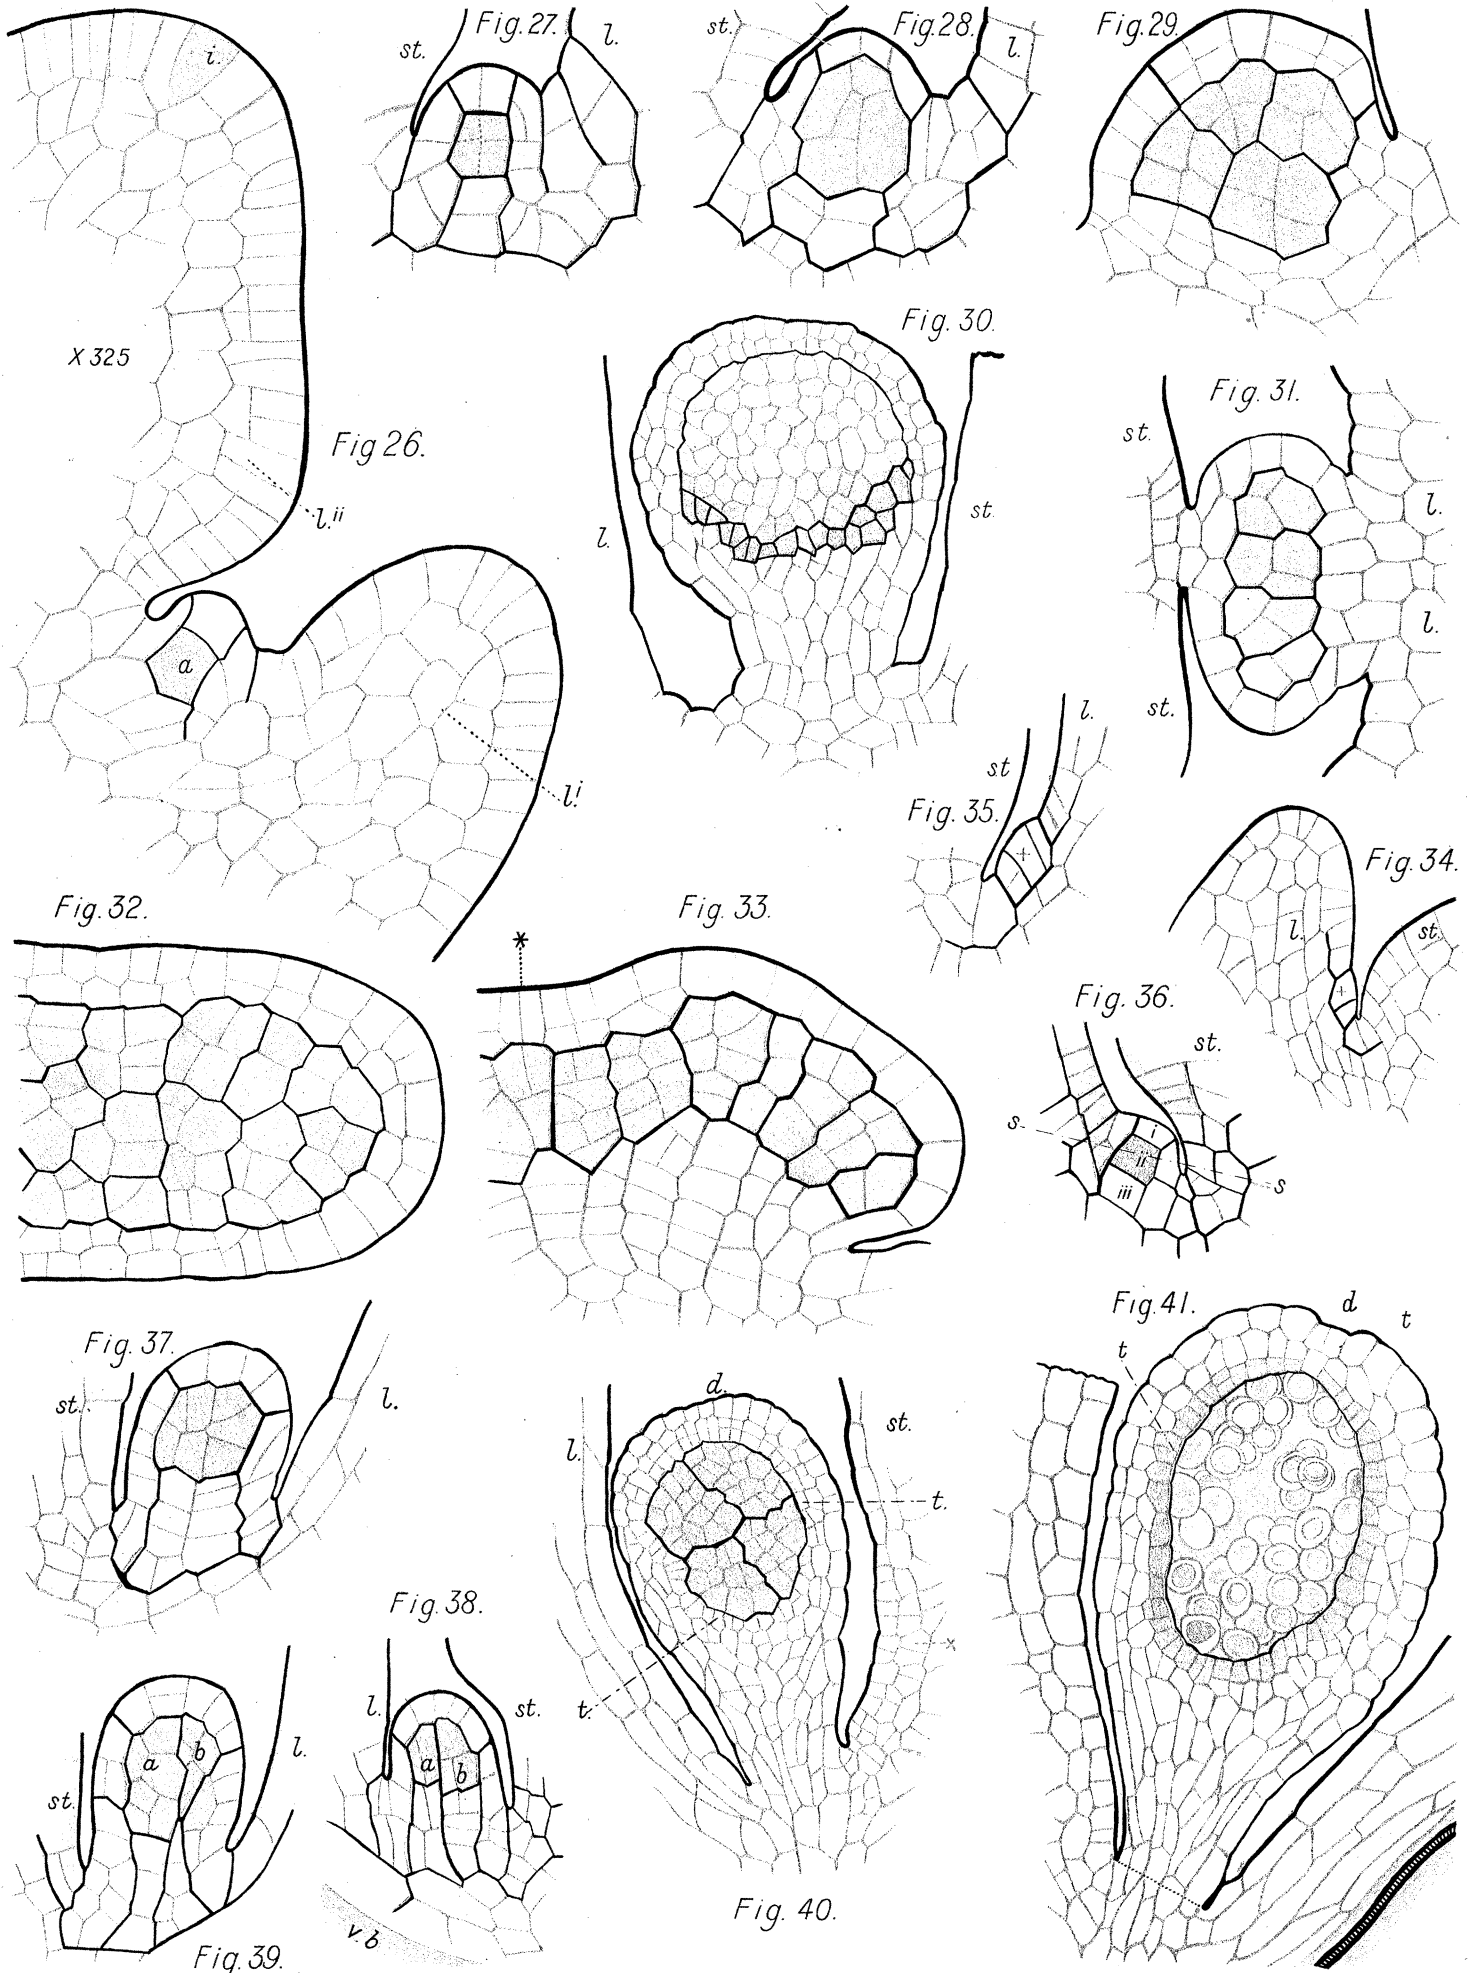 i.
Fig. 27.
st.
l.
Fig. 28.
st.
l.
Fig. 29.
X 325
Fig 26.
l.ii
a
l.i
Fig. 30.
l.
st.
Fig. 31.
st.
l.
l.
st.
l.
st
Fig. 35.
+
Fig. 34.
l.
st.
+
Fig. 32.
Fig. 33.
*
Fig. 36.
st.
s
i
ii
iii
s
Fig. 37.
st.
l.
Fig. 38.
l.
st.
a
b
v.b
a
b
l.
st.
Fig. 39.
d.
l.
st.
t.
x
t.
Fig. 40.
Fig. 41.
d
t
t